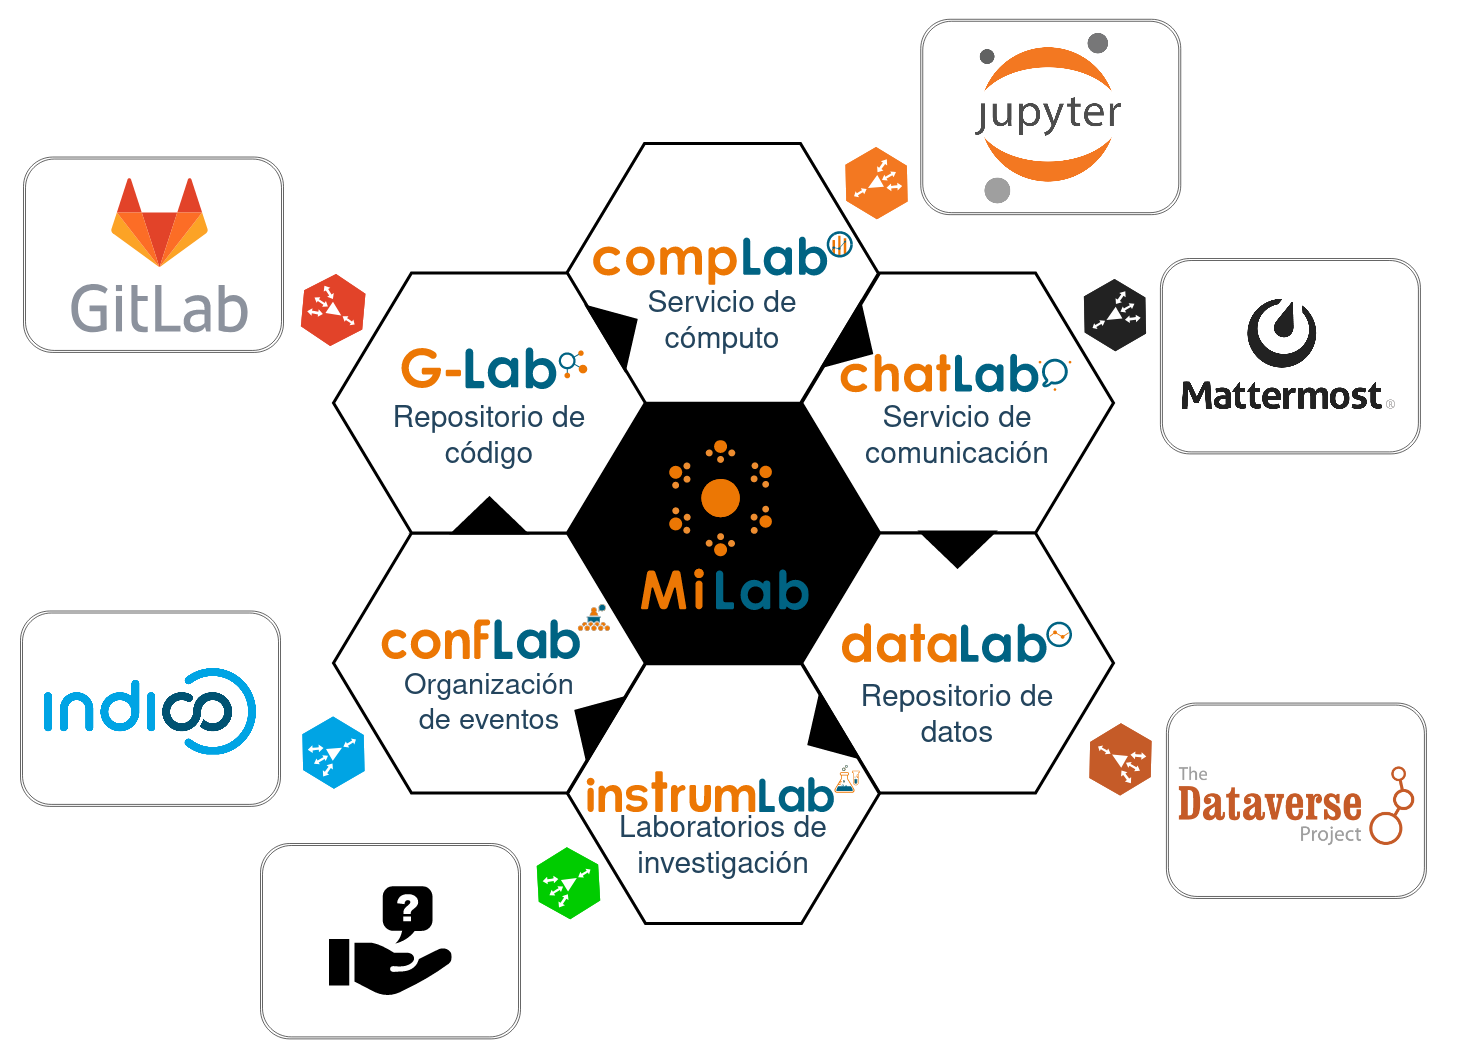 jupyter
GitLab
compLab
Servicio de
cómputo
G-Lab
Repositorio de
código
chatLab
Servicio de
comunicación
Mattermost®
MiLab
confLab
Organización
de eventos
dataLab
Repositorio de
datos
indico
instrumLab
Laboratorios de
investigación
The
Dataverse
Project
?